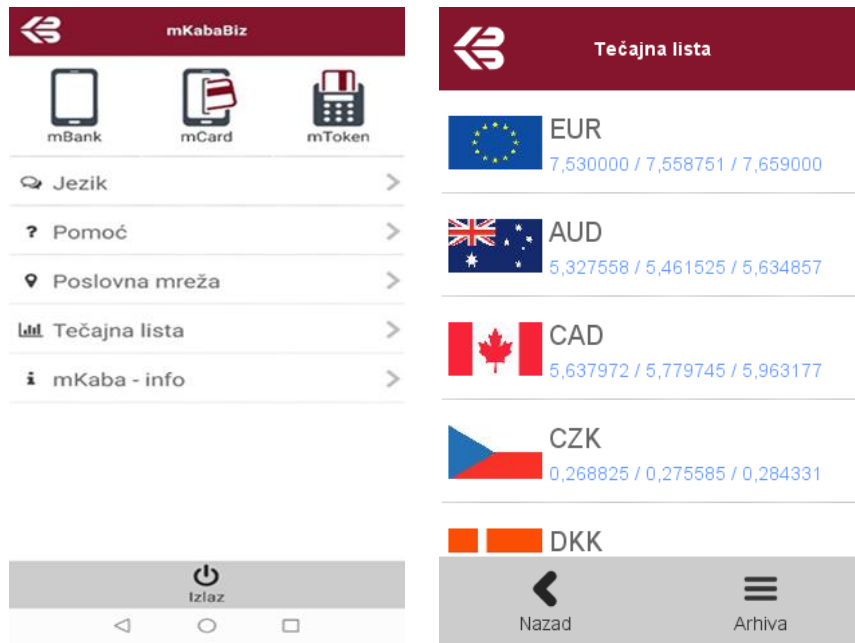 mKabaBiz
mBank
mCard
mToken
Jezik
Pomoć
Poslovna mreža
Tečajna lista
mKaba - info
Izlaz
Tečajna lista
EUR
7,530000 / 7,558751 / 7,659000
AUD
5,327558 / 5,461525 / 5,634857
CAD
5,637972 / 5,779745 / 5,963177
CZK
0,268825 / 0,275585 / 0,284331
DKK
Nazad
Arhiva